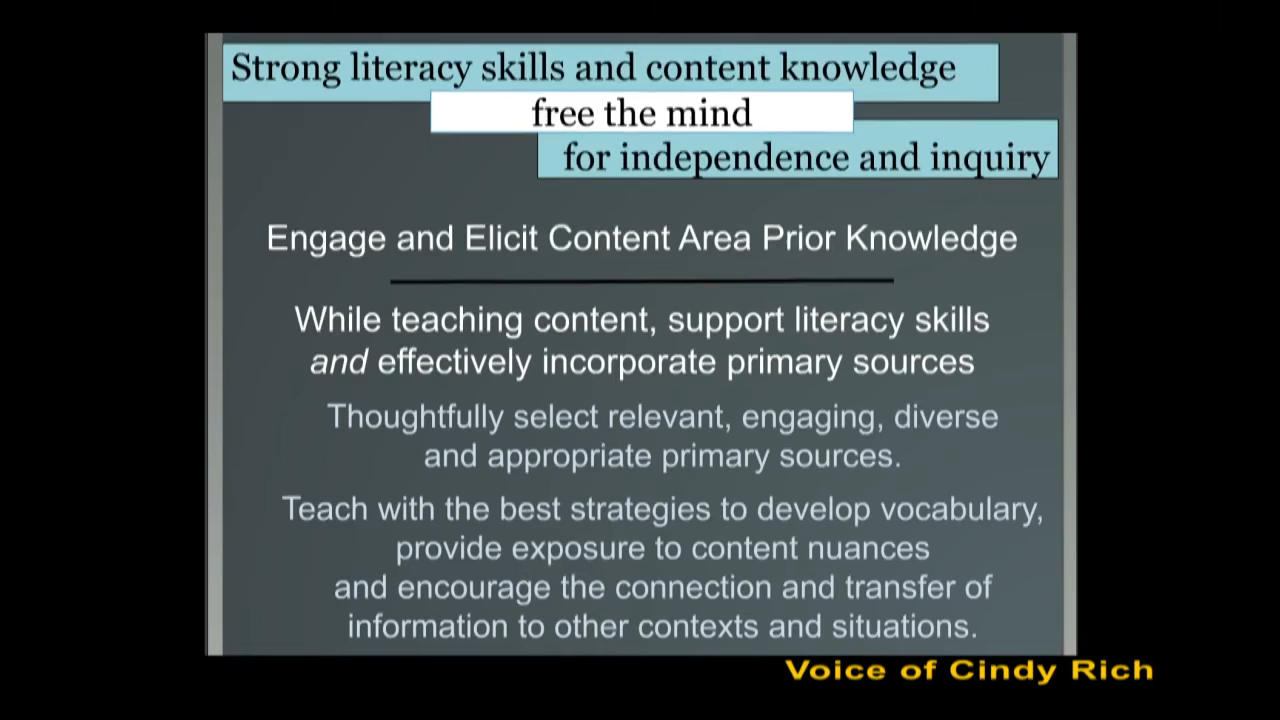 Strong literacy skills and content knowledge
free the mind
for independence and inquiry
Engage and Elicit Content Area Prior Knowledge
While teaching content, support literacy skills
and effectively incorporate primary sources
Thoughtfully select relevant, engaging, diverse
and appropriate primary sources.
Teach with the best strategies to develop vocabulary,
provide exposure to content nuances
and encourage the connection and transfer of
information to other contexts and situations.
Voice of Cindy Rich